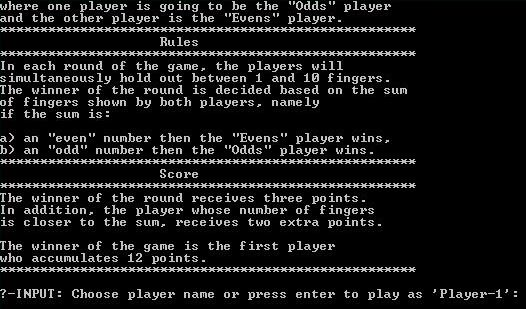 where one player is going to be the "Odds" player
and the other player is the "Evens" player.
****************************************************
Rules
****************************************************
In each round of the game, the players will
simultaneously hold out between 1 and 10 fingers.
The winner of the round is decided based on the sum
of fingers shown by both players, namely
if the sum is:
a) an "even" number then the "Evens" player wins,
b) an "odd" number then the "Odds" player wins.
****************************************************
Score
****************************************************
The winner of the round receives three points.
In addition, the player whose number of fingers
is closer to the sum, receives two extra points.
The winner of the game is the first player
who accumulates 12 points.
****************************************************
?-INPUT: Choose player name or press enter to play as 'Player-1':